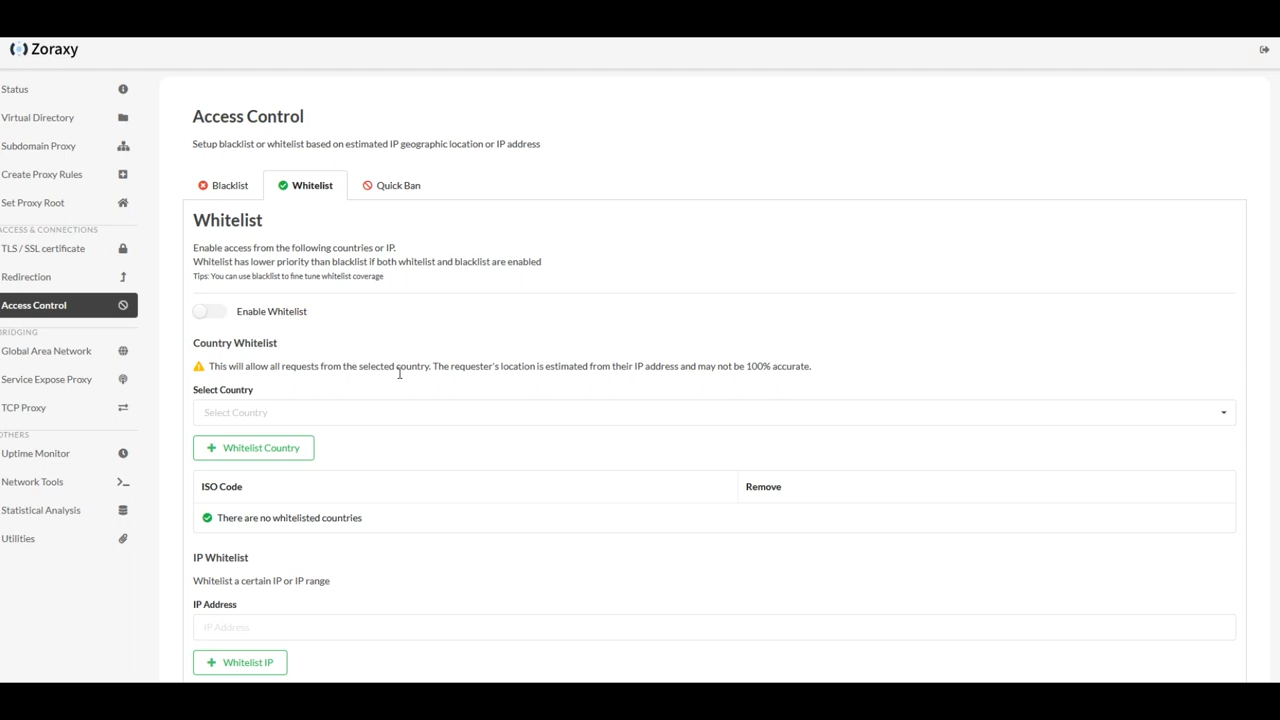 Zoraxy
Status
Virtual Directory
Subdomain Proxy
Create Proxy Rules
Set Proxy Root
ACCESS & CONNECTIONS
TLS / SSL certificate
Redirection
Access Control
BRIDGING
Global Area Network
Service Expose Proxy
TCP Proxy
OTHERS
Uptime Monitor
Network Tools
Statistical Analysis
Utilities
Access Control
Setup blacklist or whitelist based on estimated IP geographic location or IP address
Blacklist Whitelist Quick Ban
Whitelist
Enable access from the following countries or IP.
Whitelist has lower priority than blacklist if both whitelist and blacklist are enabled
Tips: You can use blacklist to fine tune whitelist coverage
Enable Whitelist
Country Whitelist
This will allow all requests from the selected country. The requester's location is estimated from their IP address and may not be 100% accurate.
Select Country
Select Country
Whitelist Country
ISO Code Remove
There are no whitelisted countries
IP Whitelist
Whitelist a certain IP or IP range
IP Address
IP Address
Whitelist IP